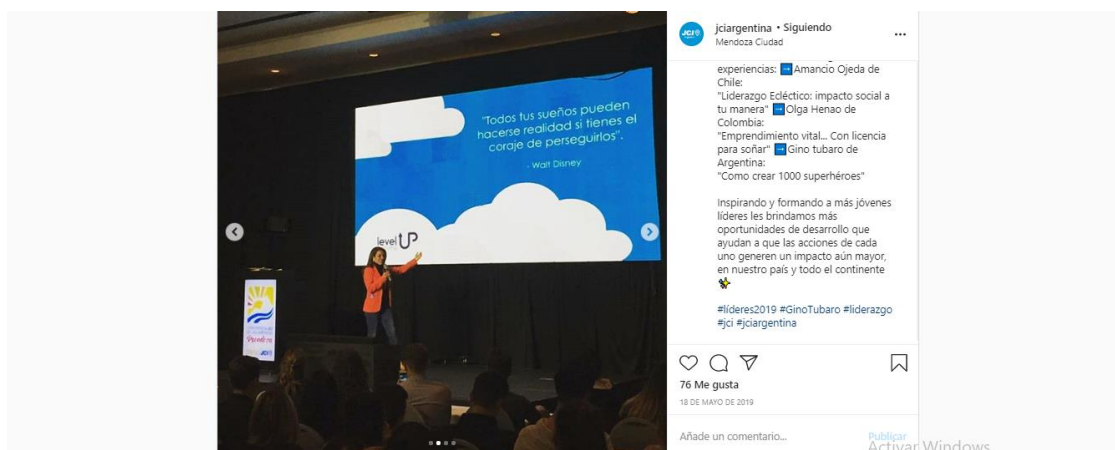 "Todos tus sueños pueden
hacerse realidad si tienes el
coraje de perseguirlos".
- Walt Disney
level UP
JCI
JCI
jciargentina • Siguiendo
Mendoza Ciudad
experiencias: ➡Amancio Ojeda de
Chile:
"Liderazgo Ecléctico: impacto social a
tu manera" ➡Olga Henao de
Colombia:
"Emprendimiento vital... Con licencia
para soñar" ➡Gino tubaro de
Argentina:
"Como crear 1000 superhéroes"
Inspirando y formando a más jóvenes
líderes les brindamos más
oportunidades de desarrollo que
ayudan a que las acciones de cada
uno generen un impacto aún mayor,
en nuestro país y todo el continente
✨
#líderes2019 #GinoTubaro #liderazgo
#jci #jciargentina
76 Me gusta
18 DE MAYO DE 2019
Añade un comentario...
Publicar
Activar Windows